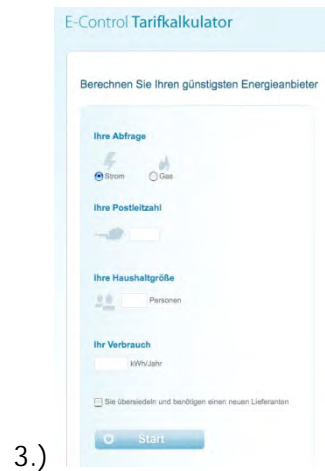 E-Control Tarifkalkulator
Berechnen Sie Ihren günstigsten Energieanbieter
Ihre Abfrage
Strom Gas
Ihre Postleitzahl
Ihre Haushaltgröße
Personen
Ihr Verbrauch
kWh/Jahr
Sie übersiedeln und benötigen einen neuen Lieferanten
Start
3.)